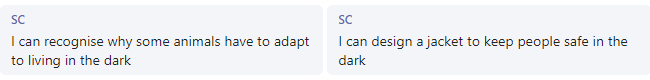 SC
I can recognise why some animals have to adapt
to living in the dark
SC
I can design a jacket to keep people safe in the
dark